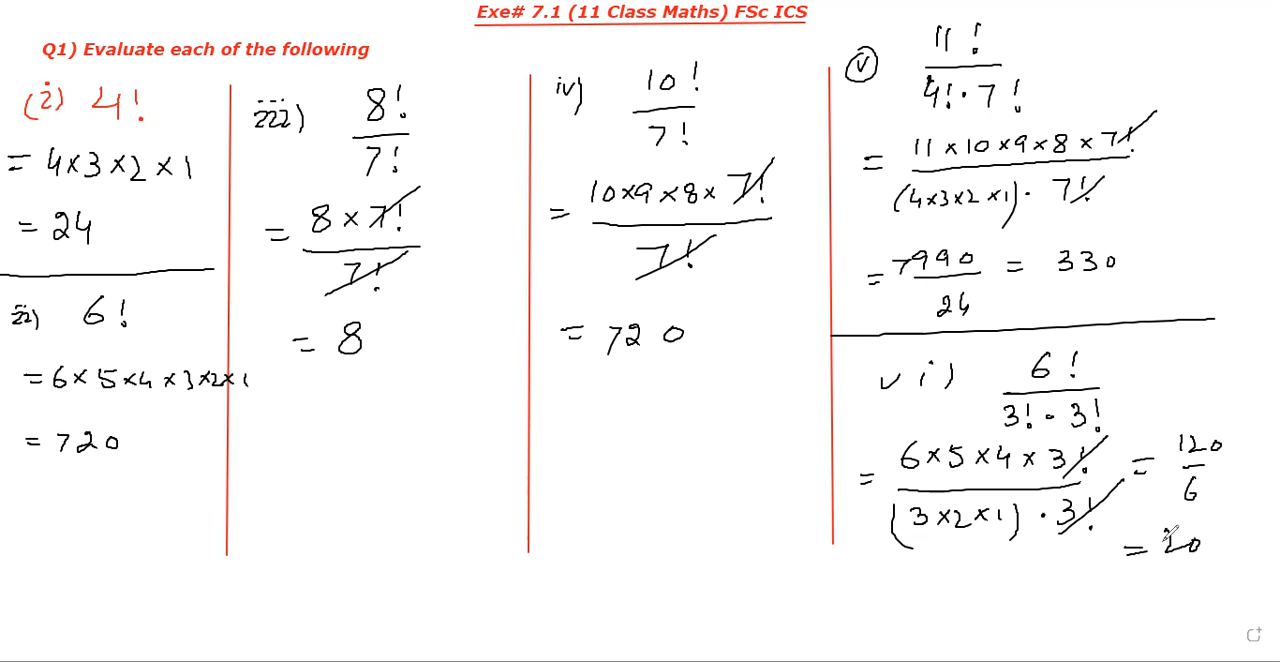 Exe# 7.1 (11 Class Maths) FSc ICS
Q1) Evaluate each of the following
(i) 4!
= 4×3×2×1
= 24
ii) 6!
= 6×5×4×3×2×1
= 720
iii) 8!
7!
= 8×7!
7!
= 8
iv) 10!
7!
= 10×9×8×7!
7!
= 720
v 11!
4!·7!
= 11×10×9×8×7!
(4×3×2×1)·7!
= 7990 = 330
24
vi) 6!
3!·3!
= 6×5×4×3! = 120
(3×2×1)·3! 6
= 20